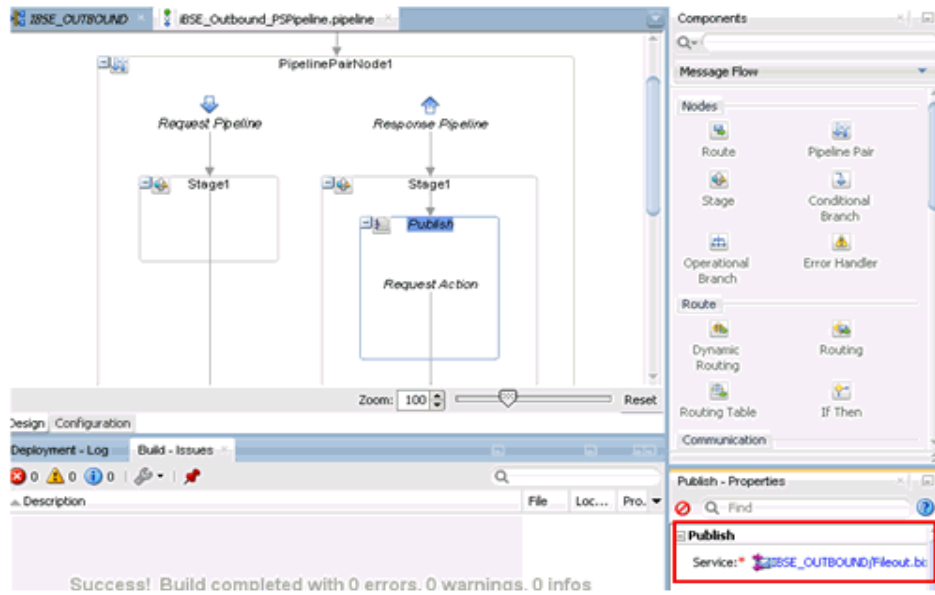 IBSE_OUTBOUND
IBSE_Outbound_PSPipeline.pipeline
PipelinePairNode1
Request Pipeline
Response Pipeline
Stage1
Stage1
Publish
Request Action
Zoom: 100
Reset
Design Configuration
Deployment - Log
Build - Issues
0 0 0
Description
File Loc... Pro.
Success! Build completed with 0 errors, 0 warnings, 0 infos
Components
Message Flow
Nodes
Route
Pipeline Pair
Stage
Conditional
Branch
Operational
Branch
Error Handler
Route
Dynamic
Routing
Routing
Routing Table
If Then
Communication
Publish - Properties
Find
Publish
Service:* IBSE_OUTBOUND/Fileout.bi